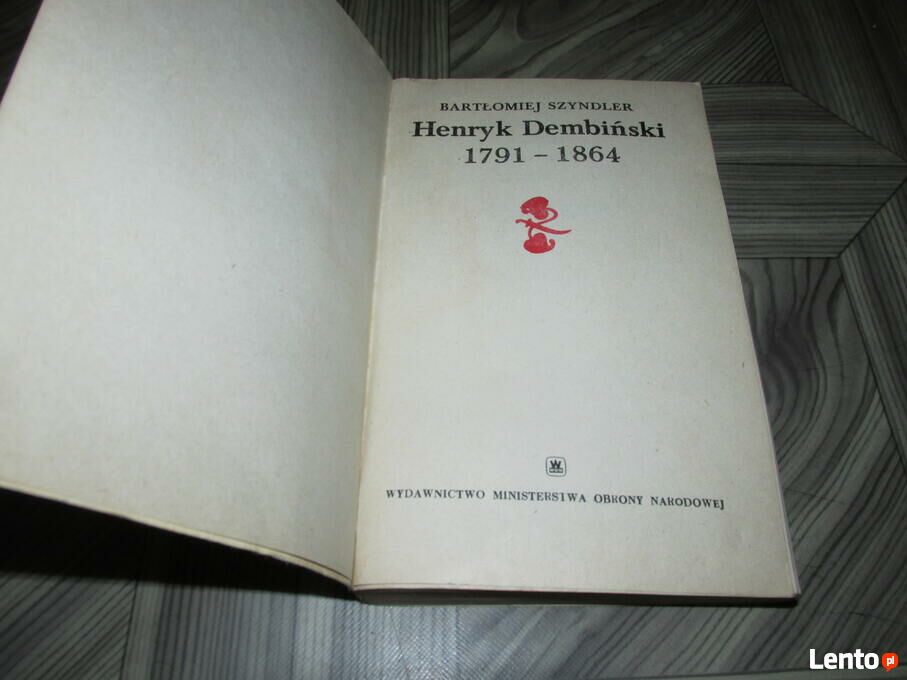 BARTŁOMIEJ SZYNDLER
Henryk Dembiński
1791 – 1864
WYDAWNICTWO MINISTERSTWA OBRONY NARODOWEJ
Lento.pl